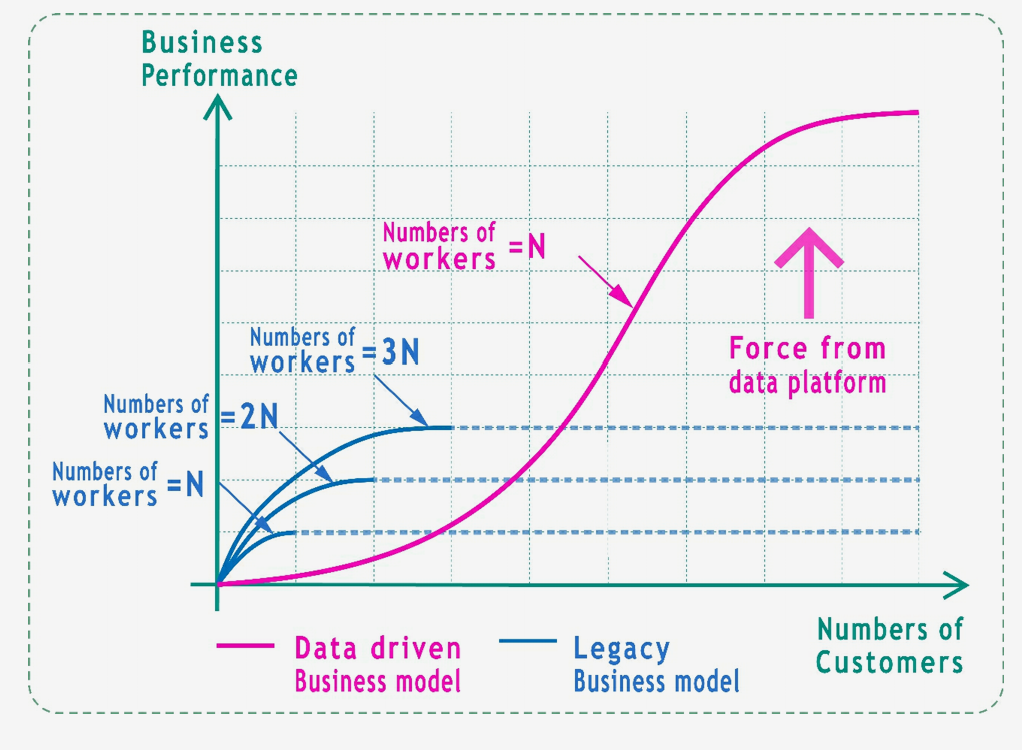 Business
Performance
Numbers of
workers =N
Numbers of
workers =3N
Force from
data platform
Numbers of
workers =2N
Numbers of
workers =N
Numbers of
Customers
Data driven
Business model
Legacy
Business model